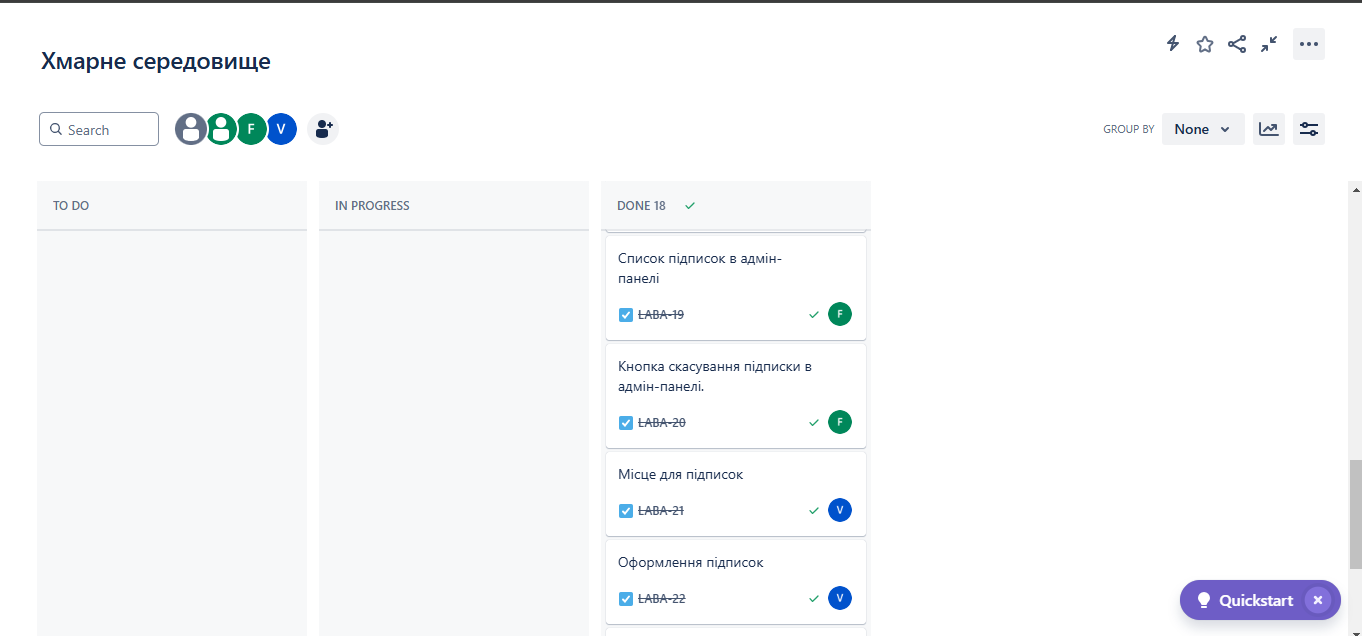 Хмарне середовище
Search
F
V
GROUP BY
None
TO DO
IN PROGRESS
DONE 18
Список підписок в адмін-
панелі
LABA-19
F
Кнопка скасування підписки в
адмін-панелі.
LABA-20
F
Місце для підписок
LABA-21
V
Оформлення підписок
LABA-22
V
Quickstart